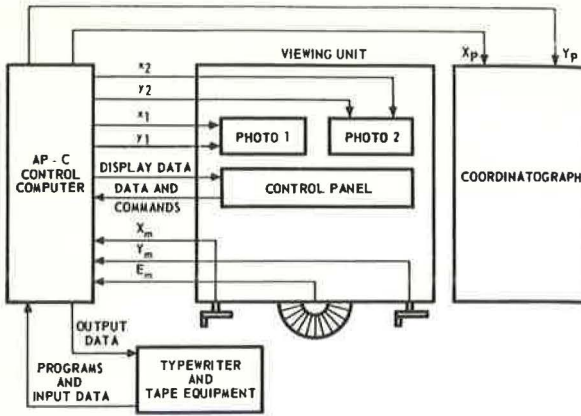 Xp
Yp
VIEWING UNIT
x2
y2
x1
y1
PHOTO 1
PHOTO 2
AP - C
CONTROL
COMPUTER
DISPLAY DATA
DATA AND
COMMANDS
CONTROL PANEL
COORDINATOGRAPH
Xm
Ym
Em
OUTPUT
DATA
PROGRAMS
AND
INPUT DATA
TYPEWRITER
AND
TAPE EQUIPMENT